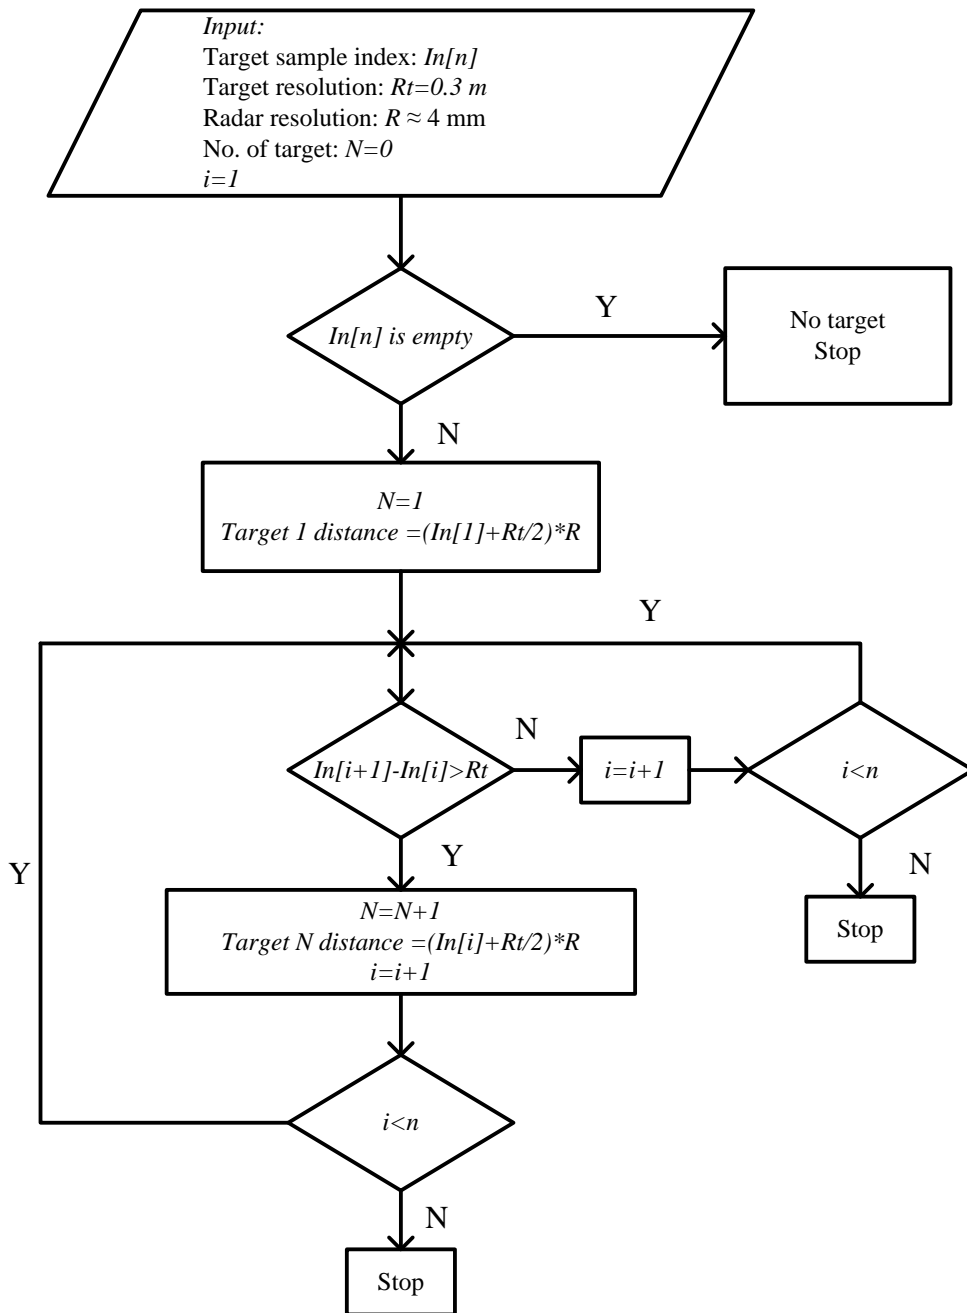 Input:
Target sample index: In[n]
Target resolution: Rt=0.3 m
Radar resolution: R ≈ 4 mm
No. of target: N=0
i=1
In[n] is empty
Y
No target
Stop
N
N=1
Target 1 distance =(In[1]+Rt/2)*R
Y
In[i+1]-In[i]>Rt
N
i=i+1
i<n
Y
Y
N
Stop
N=N+1
Target N distance =(In[i]+Rt/2)*R
i=i+1
i<n
N
Stop